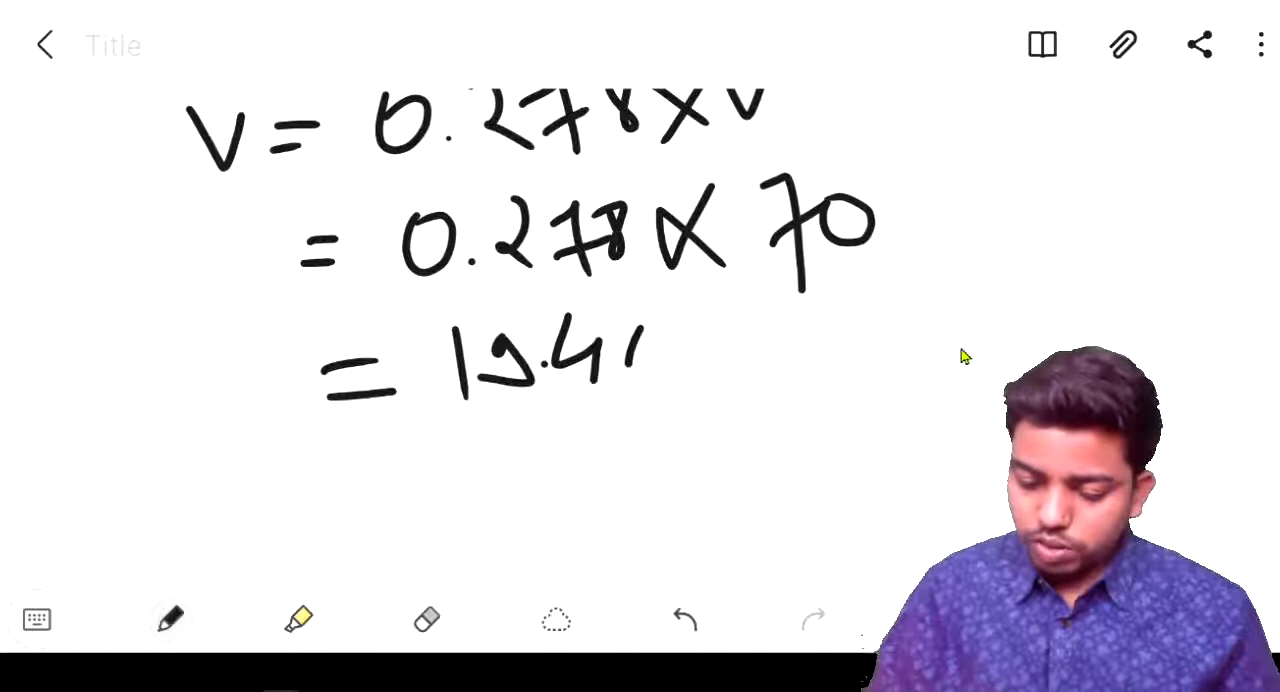 Title
V = 0.278 x V
= 0.278 x 70
= 19.4